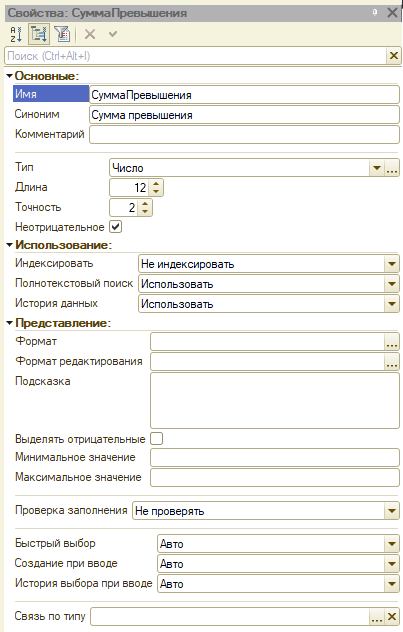 Свойства: СуммаПревышения
Поиск (Ctrl+Alt+I)
Основные:
Имя СуммаПревышения
Синоним Сумма превышения
Комментарий
Тип Число
Длина 12
Точность 2
Неотрицательное
Использование:
Индексировать Не индексировать
Полнотекстовый поиск Использовать
История данных Использовать
Представление:
Формат
Формат редактирования
Подсказка
Выделять отрицательные
Минимальное значение
Максимальное значение
Проверка заполнения Не проверять
Быстрый выбор Авто
Создание при вводе Авто
История выбора при вводе Авто
Связь по типу